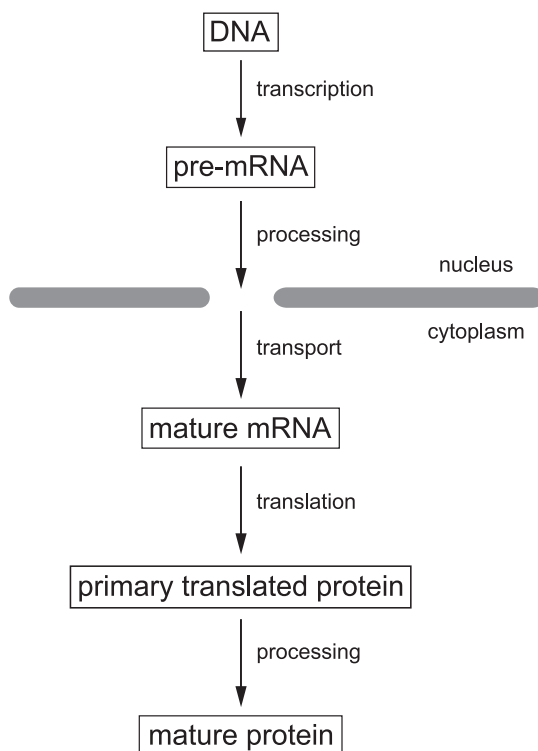 DNA
transcription
pre-mRNA
processing
nucleus
cytoplasm
transport
mature mRNA
translation
primary translated protein
processing
mature protein